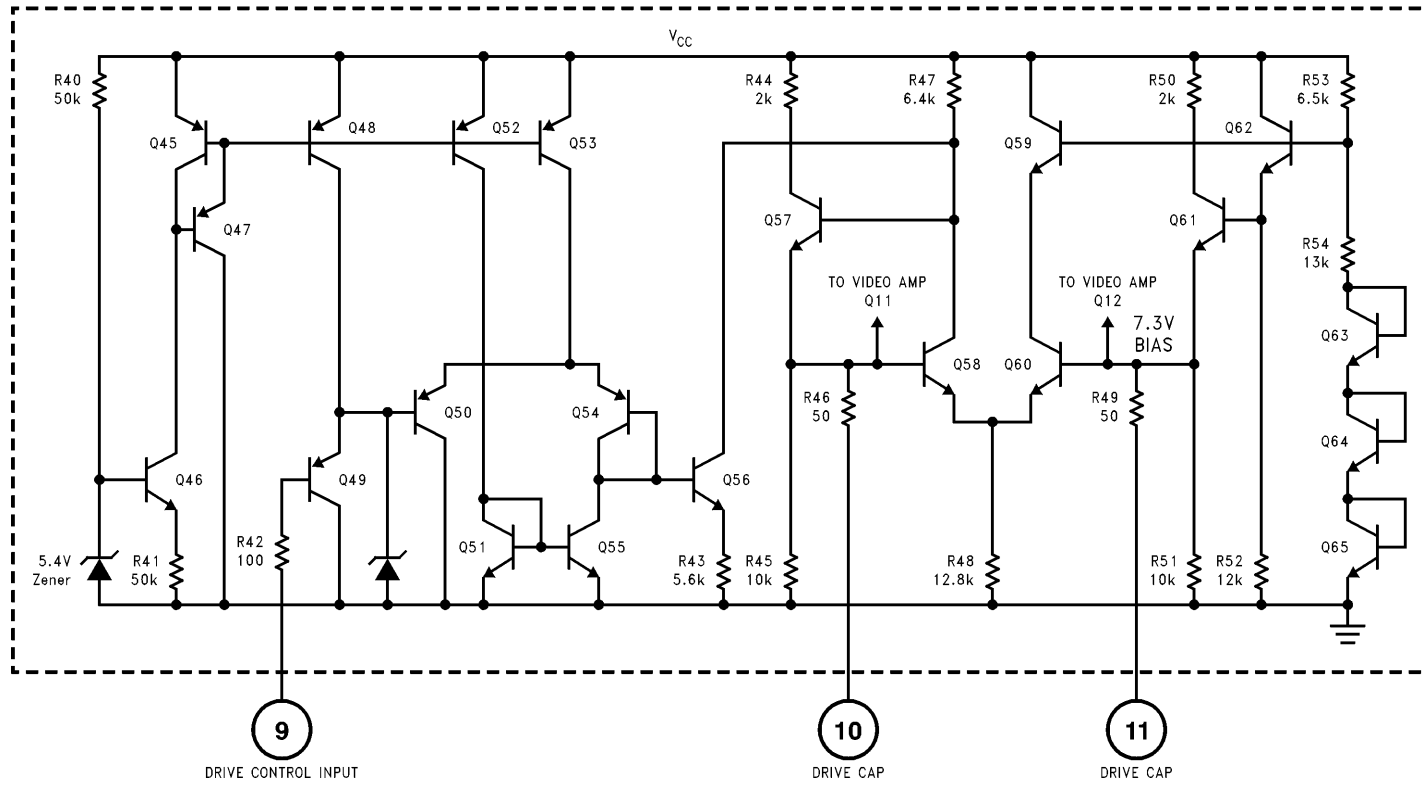 VCC
R40
50k
R44
2k
R47
6.4k
R50
2k
R53
6.5k
Q45
Q48
Q52
Q53
Q59
Q62
Q47
Q57
Q61
R54
13k
TO VIDEO AMP
Q11
TO VIDEO AMP
Q12
7.3V
BIAS
Q63
Q58
Q60
Q50
Q54
R46
50
R49
50
Q64
Q46
Q49
Q56
5.4V
Zener
R41
50k
R42
100
Q51
Q55
R43
5.6k
R45
10k
R48
12.8k
R51
10k
R52
12k
Q65
9
DRIVE CONTROL INPUT
10
DRIVE CAP
11
DRIVE CAP